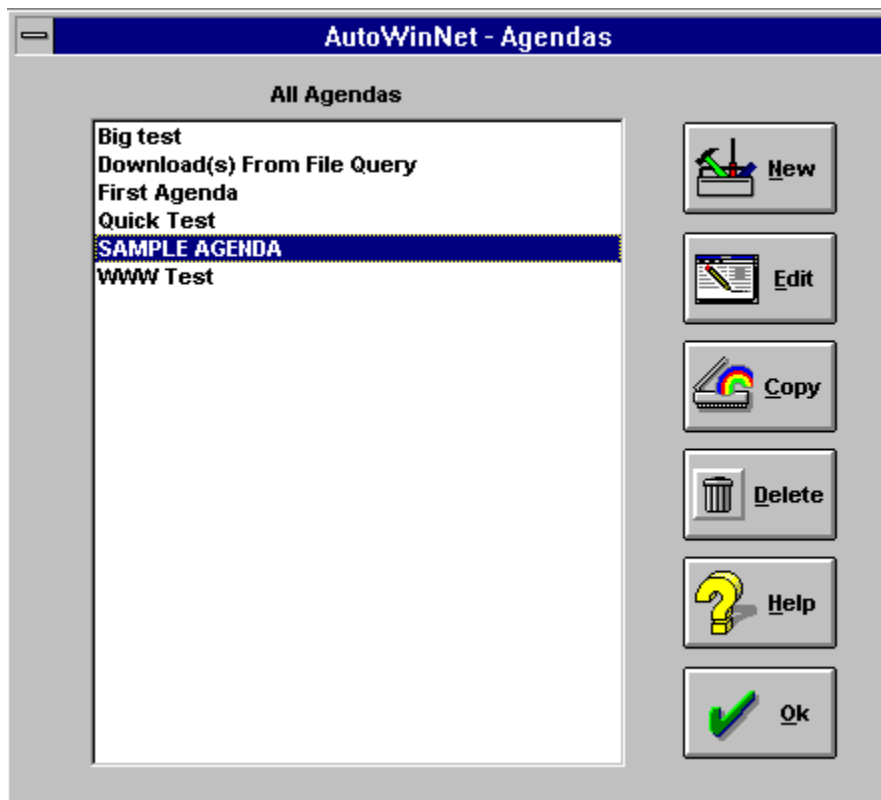 AutoWinNet - Agendas
All Agendas
Big test
Download(s) From File Query
First Agenda
Quick Test
SAMPLE AGENDA
WWW Test
New
Edit
Copy
Delete
Help
Ok